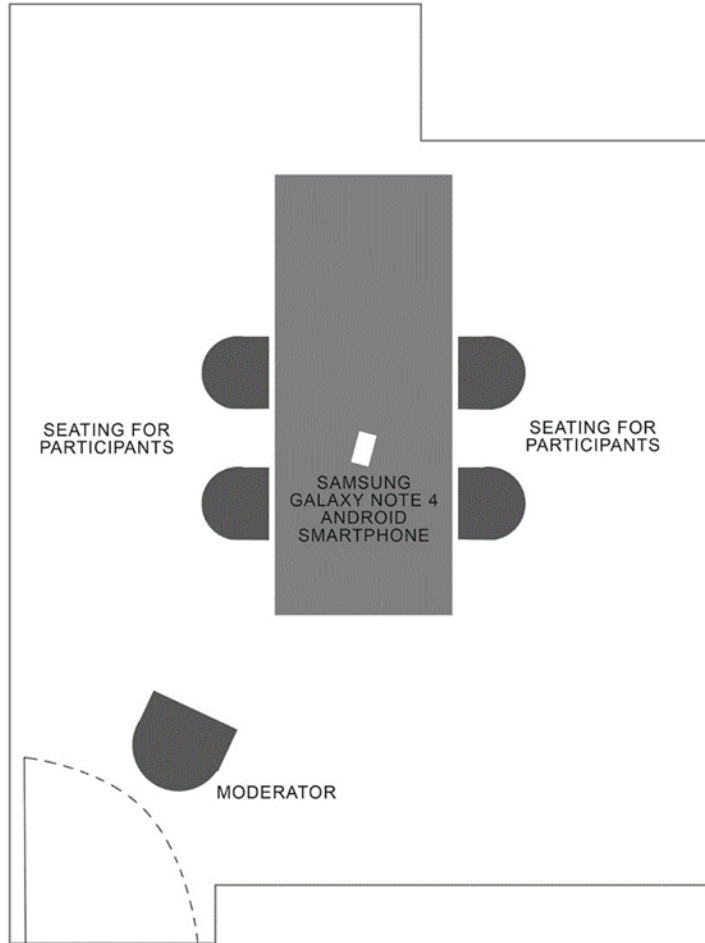 SEATING FOR
PARTICIPANTS
SEATING FOR
PARTICIPANTS
SAMSUNG
GALAXY NOTE 4
ANDROID
SMARTPHONE
MODERATOR